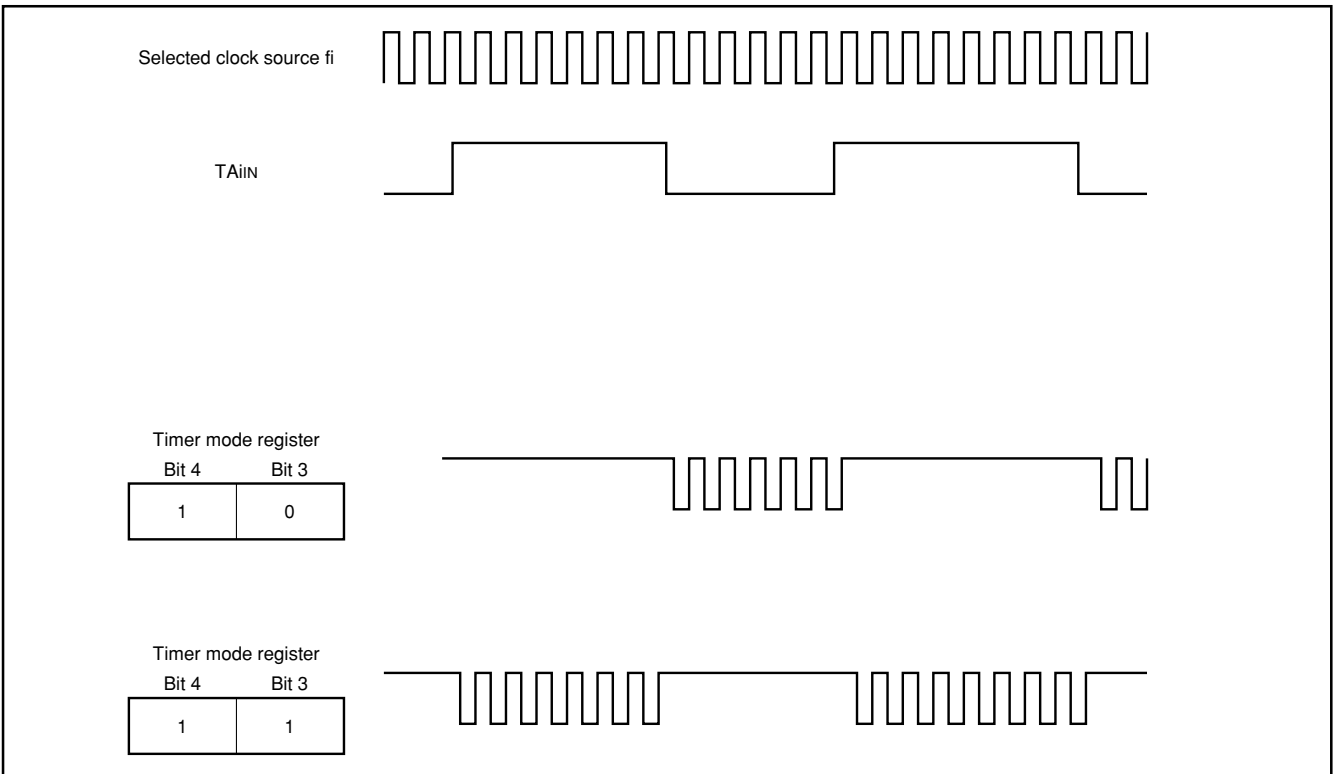 Selected clock source fi
TAiIN
Timer mode register
Bit 4 Bit 3
1 0
Timer mode register
Bit 4 Bit 3
1 1